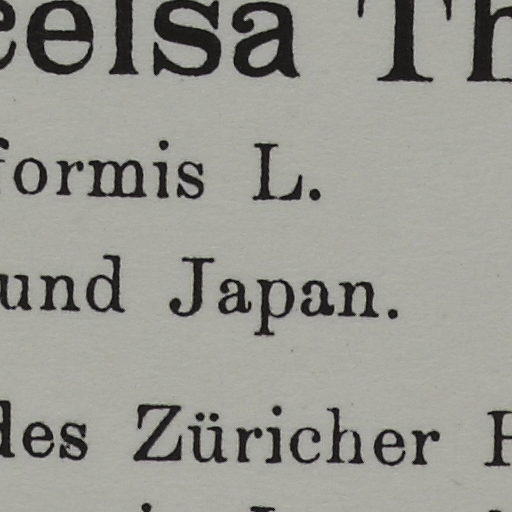 eelsa Th
formis L.
und Japan.
des Züricher